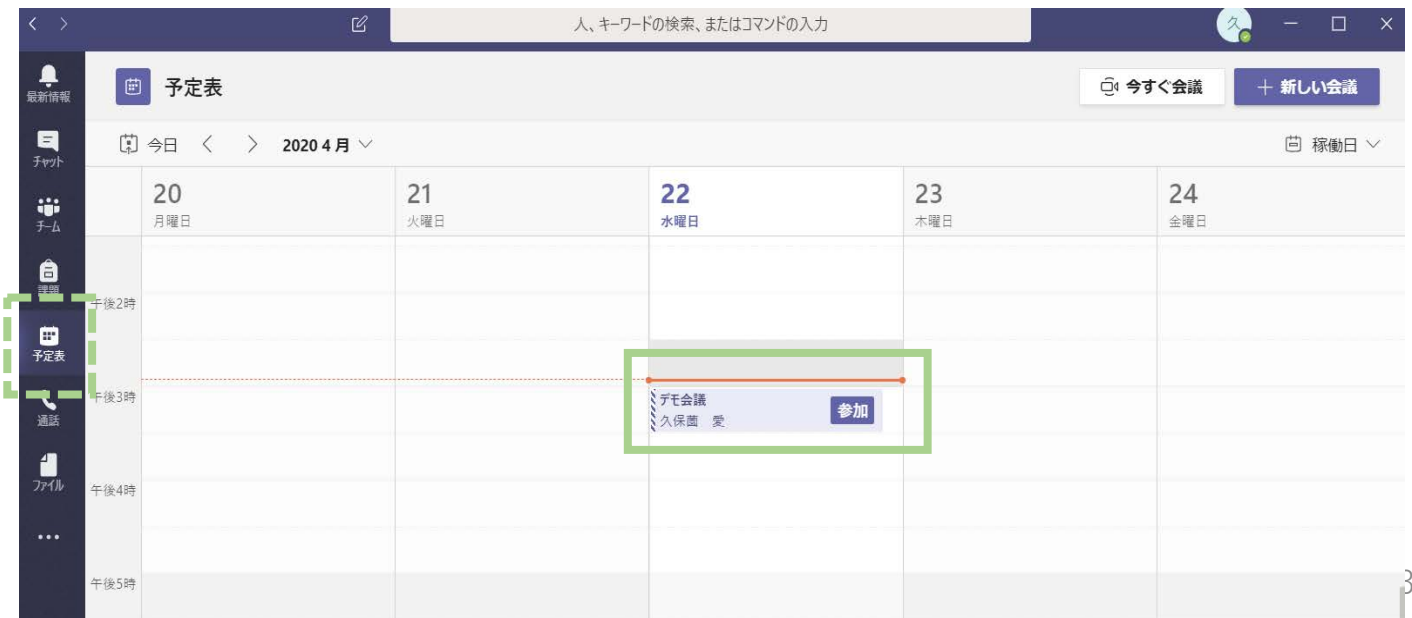 人、キーワードの検索、またはコマンドの入力
久
最新情報
予定表
今すぐ会議
新しい会議
チャット
今日
2020 4 月
稼働日
チーム
20
21
22
23
24
月曜日
火曜日
水曜日
木曜日
金曜日
課題
午後2時
予定表
午後3時
デモ会議
久保薗 愛
参加
通話
ファイル
午後4時
午後5時
3